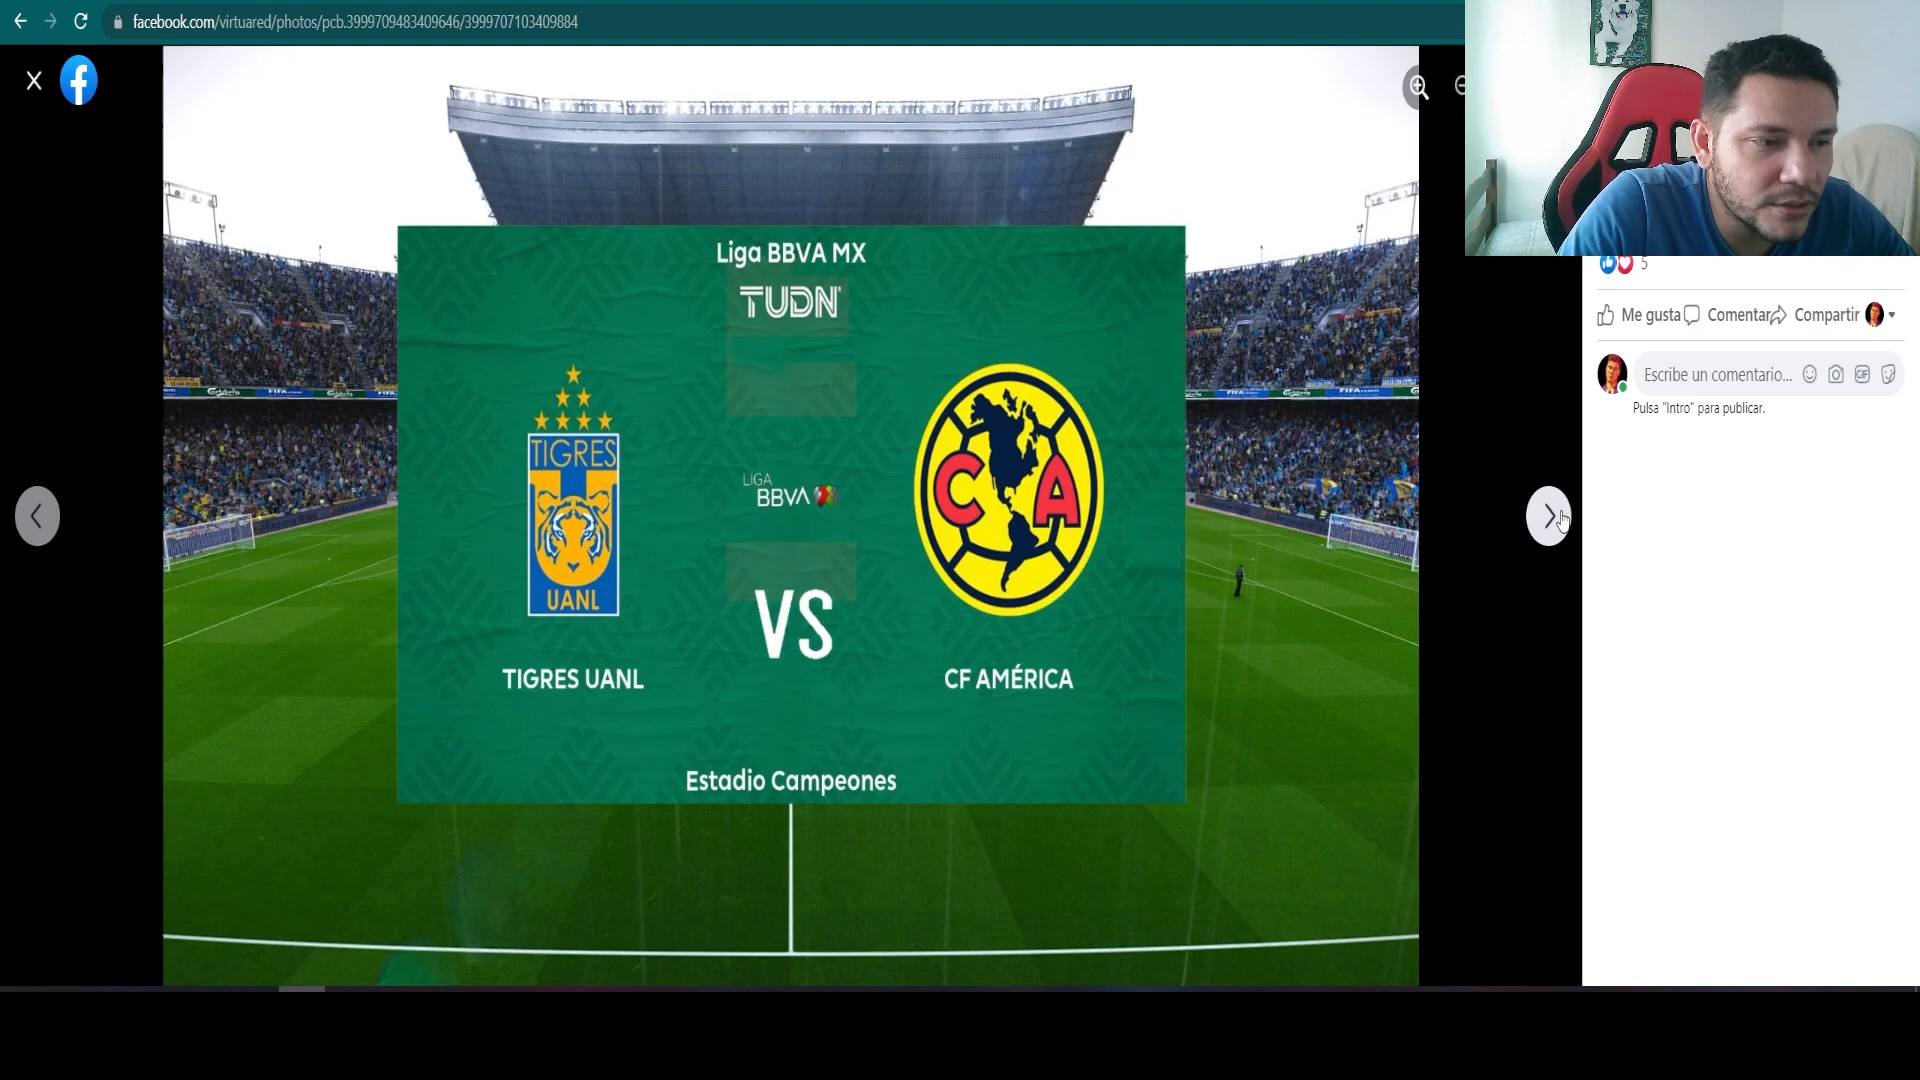 facebook.com/virtuared/photos/pcb.3999709483409646/3999707103409884
Liga BBVA MX
TUDN
TIGRES
UANL
CA
LIGA
BBVA
VS
TIGRES UANL
CF AMÉRICA
Estadio Campeones
5
Me gusta
Comentar
Compartir
Escribe un comentario...
GIF
Pulsa "Intro" para publicar.